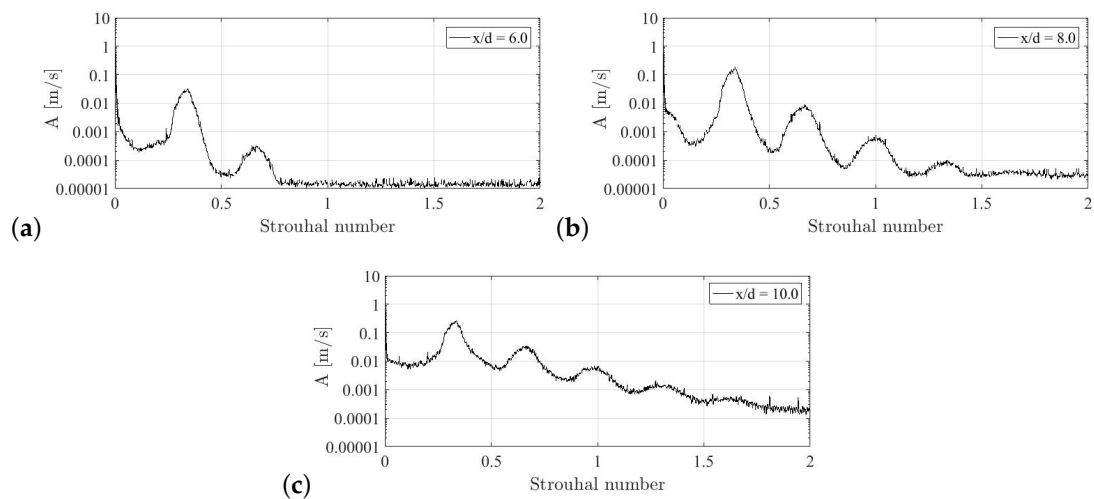 10
1
0.1
0.01
0.001
0.0001
0.00001
A [m/s]
x/d = 6.0
0 0.5 1 1.5 2
Strouhal number
(a)
10
1
0.1
0.01
0.001
0.0001
0.00001
A [m/s]
x/d = 8.0
0 0.5 1 1.5 2
Strouhal number
(b)
10
1
0.1
0.01
0.001
0.0001
0.00001
A [m/s]
x/d = 10.0
0 0.5 1 1.5 2
Strouhal number
(c)